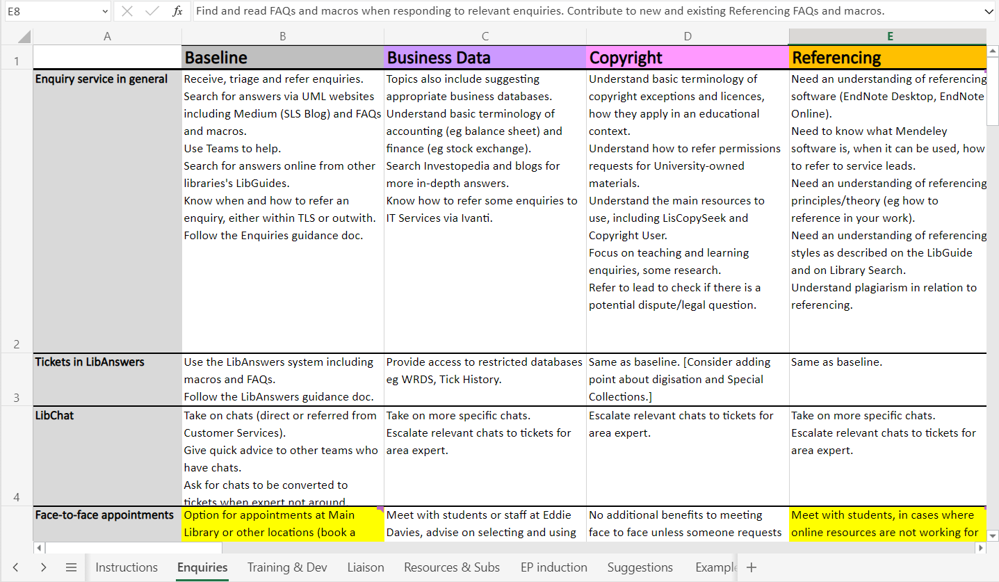 E8
fx
Find and read FAQs and macros when responding to relevant enquiries. Contribute to new and existing Referencing FAQs and macros.
A
B
C
D
E
1
Baseline
Business Data
Copyright
Referencing
2
Enquiry service in general
Receive, triage and refer enquiries.
Search for answers via UML websites
including Medium (SLS Blog) and FAQs
and macros.
Use Teams to help.
Search for answers online from other
libraries's LibGuides.
Know when and how to refer an
enquiry, either within TLS or outwith.
Follow the Enquiries guidance doc.
Topics also include suggesting
appropriate business databases.
Understand basic terminology of
accounting (eg balance sheet) and
finance (eg stock exchange).
Search Investopedia and blogs for
more in-depth answers.
Know how to refer some enquiries to
IT Services via Ivanti.
Understand basic terminology of
copyright exceptions and licences,
how they apply in an educational
context.
Understand how to refer permissions
requests for University-owned
materials.
Understand the main resources to
use, including LisCopySeek and
Copyright User.
Focus on teaching and learning
enquiries, some research.
Refer to lead to check if there is a
potential dispute/legal question.
Need an understanding of referencing
software (EndNote Desktop, EndNote
Online).
Need to know what Mendeley
software is, when it can be used, how
to refer to service leads.
Need an understanding of referencing
principles/theory (eg how to
reference in your work).
Need an understanding of referencing
styles as described on the LibGuide
and on Library Search.
Understand plagiarism in relation to
referencing.
3
Tickets in LibAnswers
Use the LibAnswers system including
macros and FAQs.
Follow the LibAnswers guidance doc.
Provide access to restricted databases
eg WRDS, Tick History.
Same as baseline. [Consider adding
point about digisation and Special
Collections.]
Same as baseline.
4
LibChat
Take on chats (direct or referred from
Customer Services).
Give quick advice to other teams who
have chats.
Ask for chats to be converted to
tickets when expert not around.
Take on more specific chats.
Escalate relevant chats to tickets for
area expert.
Escalate relevant chats to tickets for
area expert.
Take on more specific chats.
Escalate relevant chats to tickets for
area expert.
Face-to-face appointments
Option for appointments at Main
Library or other locations (book a
Meet with students or staff at Eddie
Davies, advise on selecting and using
No additional benefits to meeting
face to face unless someone requests
Meet with students, in cases where
online resources are not working for
Instructions
Enquiries
Training & Dev
Liaison
Resources & Subs
EP induction
Suggestions
Example